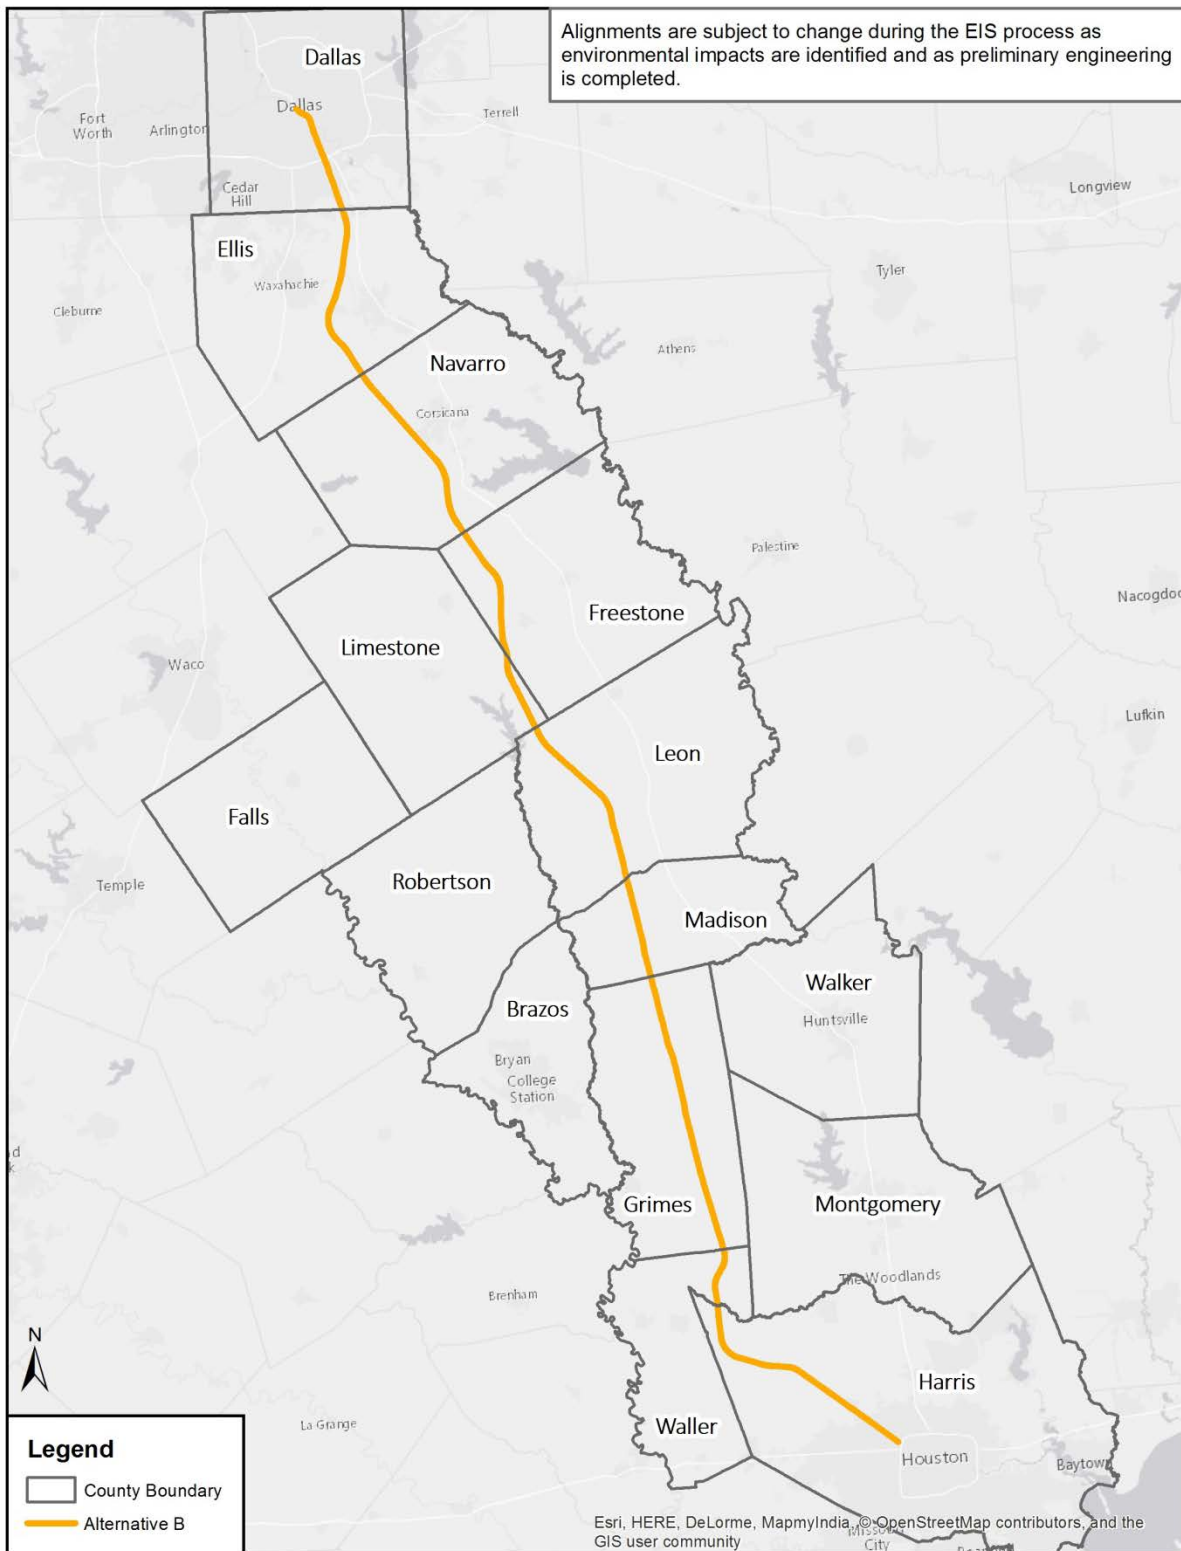 Alignments are subject to change during the EIS process as
environmental impacts are identified and as preliminary engineering
is completed.
Dallas
Dallas
Fort
Worth
Arlington
Terrell
Cedar
Hill
Longview
Ellis
Waxahachie
Tyler
Cleburne
Athens
Navarro
Corsicana
Palestine
Nacogdoc
Freestone
Limestone
Waco
Lufkin
Leon
Falls
Temple
Robertson
Madison
Walker
Huntsville
Brazos
Bryan
College
Station
Grimes
Montgomery
The Woodlands
Brenham
N
Harris
La Grange
Waller
Houston
Baytown
Legend
County Boundary
Alternative B
Esri, HERE, DeLorme, MapmyIndia, © OpenStreetMap contributors, and the
GIS user community
City